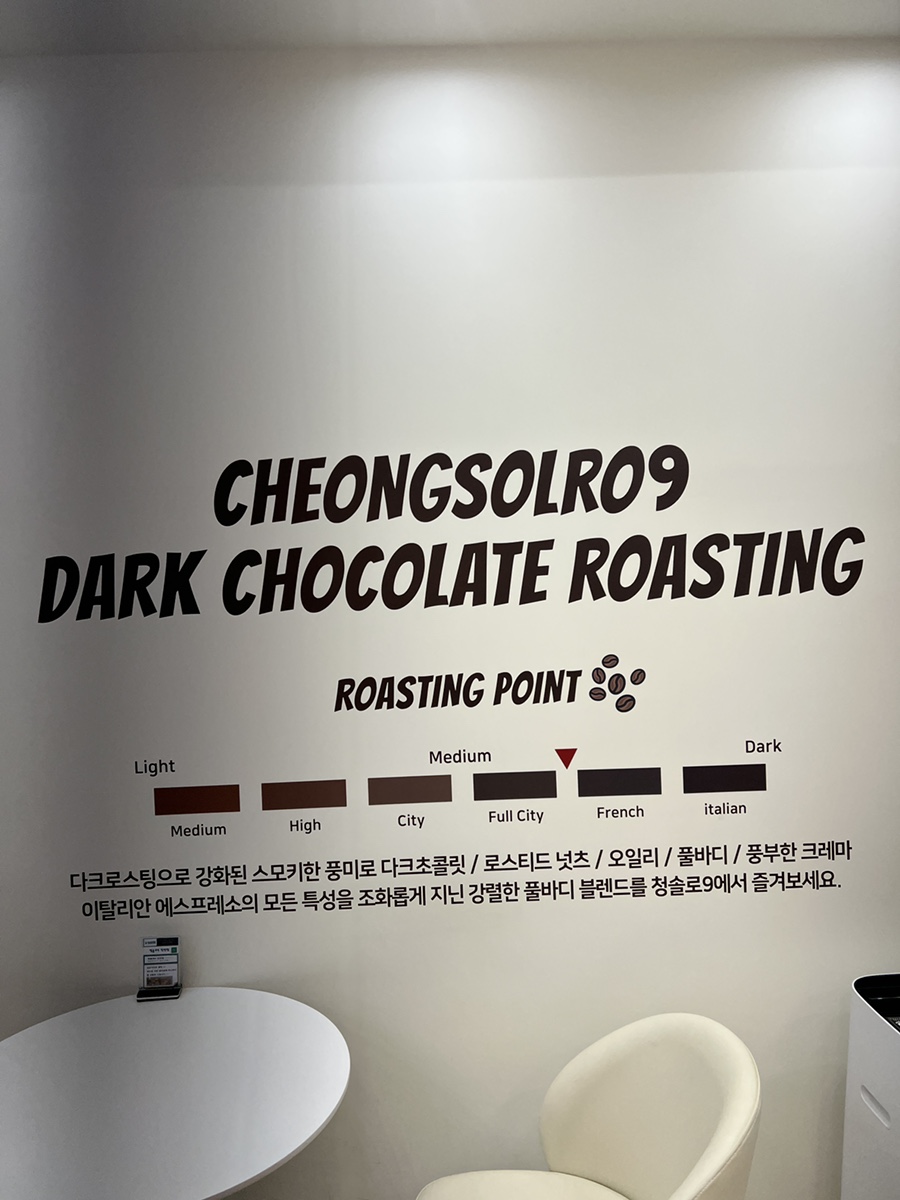 CHEONGSOLRO9
DARK CHOCOLATE ROASTING
ROASTING POINT
Light Medium Dark
Medium High City Full City French italian
다크로스팅으로 강화된 스모키한 풍미로 다크초콜릿 / 로스티드 넛츠 / 오일리 / 풀바디 / 풍부한 크레마
이탈리안 에스프레소의 모든 특성을 조화롭게 지닌 강렬한 풀바디 블렌드를 청솔로9에서 즐겨보세요.